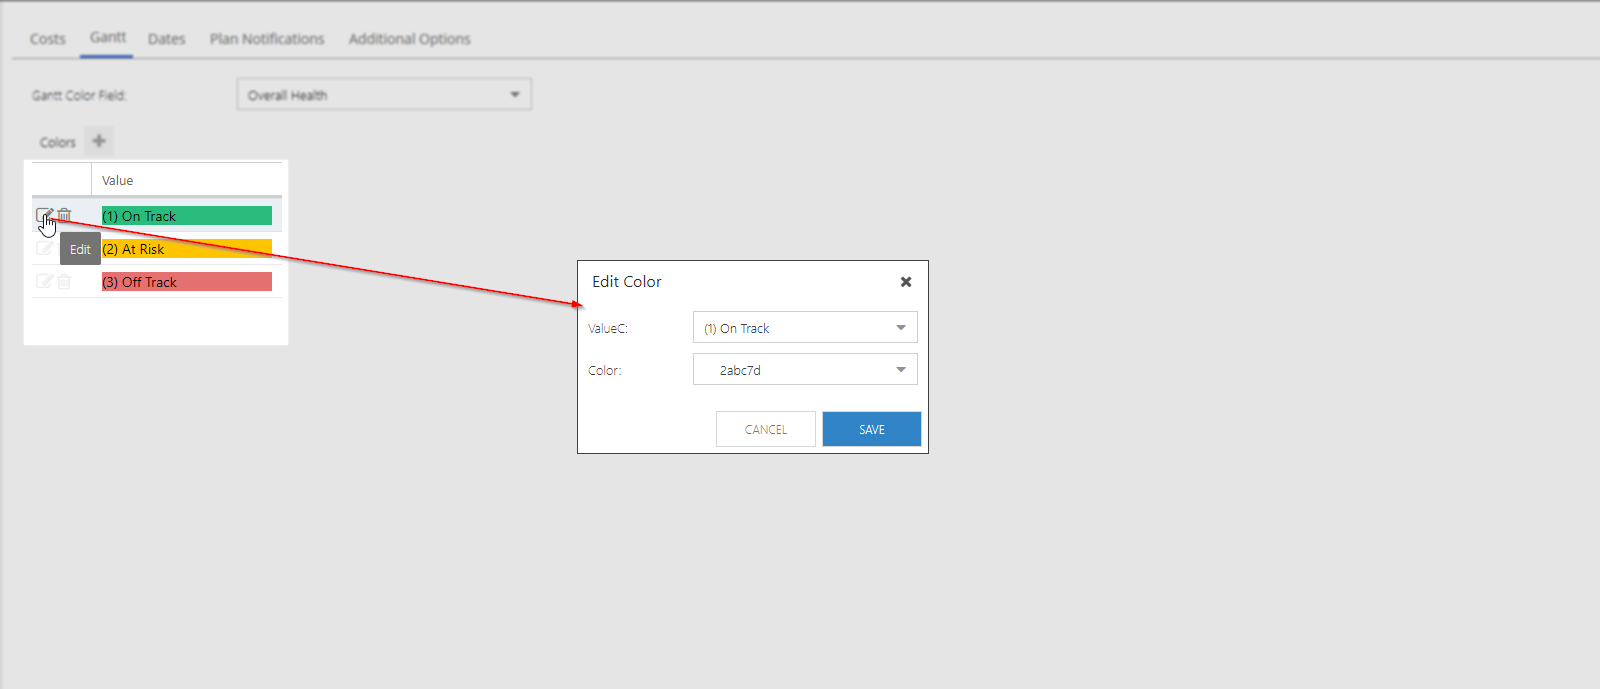 Costs Gantt Dates Plan Notifications Additional Options
Gantt Color Field: Overall Health
Colors
Value
(1) On Track
Edit (2) At Risk
(3) Off Track
Edit Color
ValueC: (1) On Track
Color: 2abc7d
CANCEL SAVE